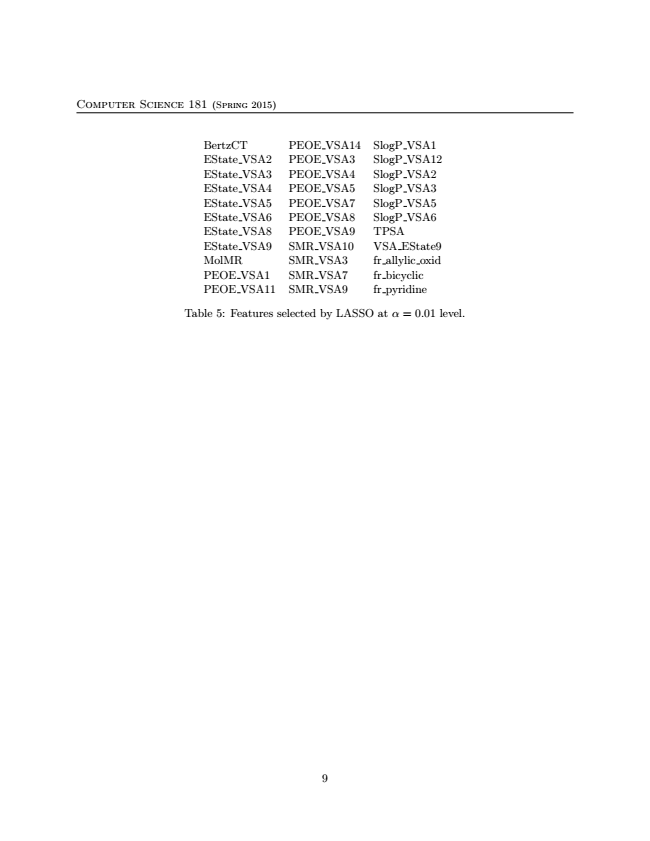 Computer Science 181 (Spring 2015)
BertzCT PEOE_VSA14 SlogP_VSA1
EState_VSA2 PEOE_VSA3 SlogP_VSA12
EState_VSA3 PEOE_VSA4 SlogP_VSA2
EState_VSA4 PEOE_VSA5 SlogP_VSA3
EState_VSA5 PEOE_VSA7 SlogP_VSA5
EState_VSA6 PEOE_VSA8 SlogP_VSA6
EState_VSA8 PEOE_VSA9 TPSA
EState_VSA9 SMR_VSA10 VSA_EState9
MolMR SMR_VSA3 fr_allylic_oxid
PEOE_VSA1 SMR_VSA7 fr_bicyclic
PEOE_VSA11 SMR_VSA9 fr_pyridine
Table 5: Features selected by LASSO at α = 0.01 level.
9